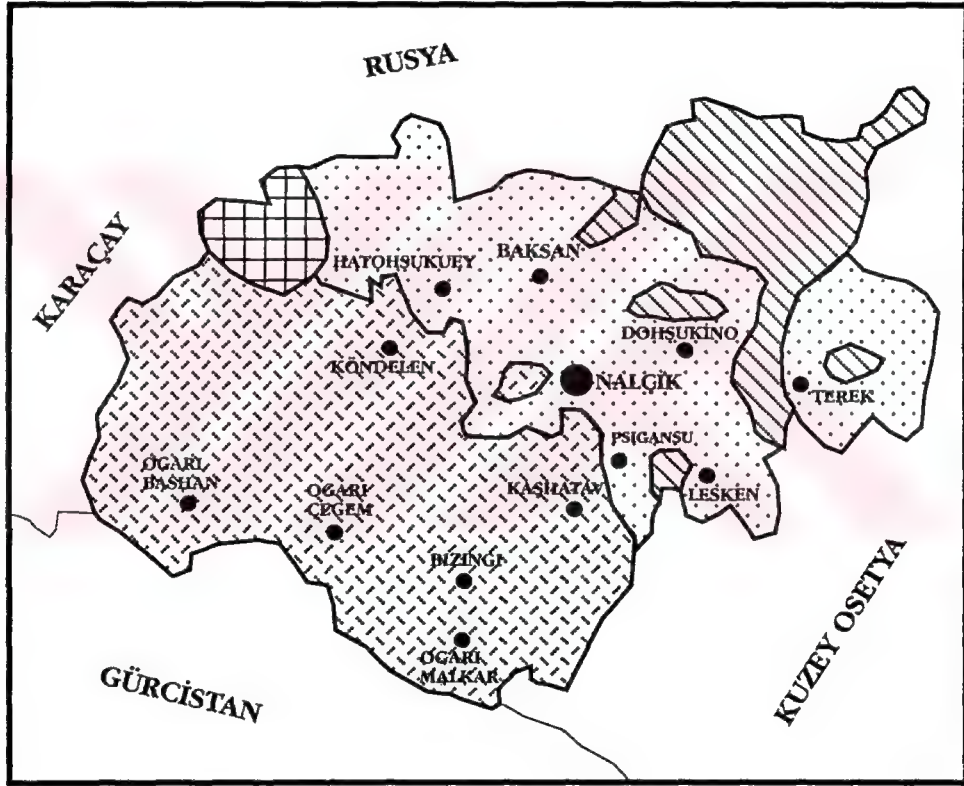 RUSYA
KARAÇAY
HATOHŞUKUEY
BAKSAN
DOHŞUKİNO
KÖNDELEN
NALÇİK
TEREK
PSIGANSU
OGARI
BASHAN
OGARI
ÇEGEM
KAŞHATAV
LESKEN
BIZINGI
OGARI
MALKAR
GÜRCİSTAN
KUZEY OSETYA